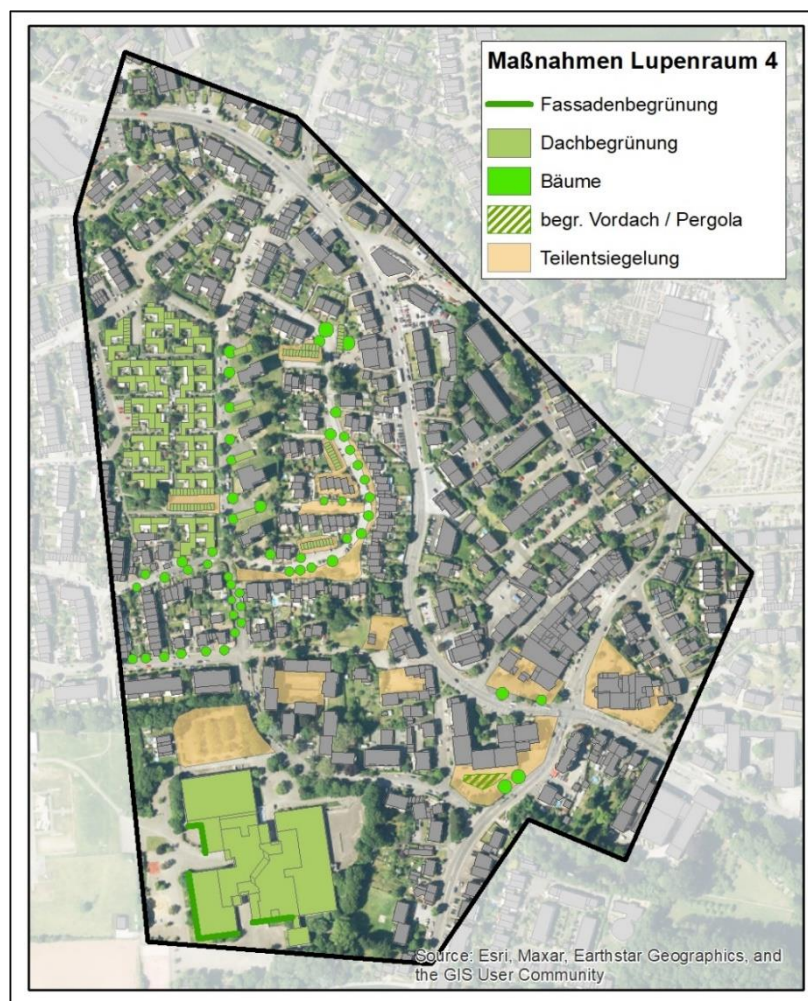 Maßnahmen Lupenraum 4
Fassadenbegrünung
Dachbegrünung
Bäume
begr. Vordach / Pergola
Teilentsiegelung
Source: Esri, Maxar, Earthstar Geographics, and
the GIS User Community